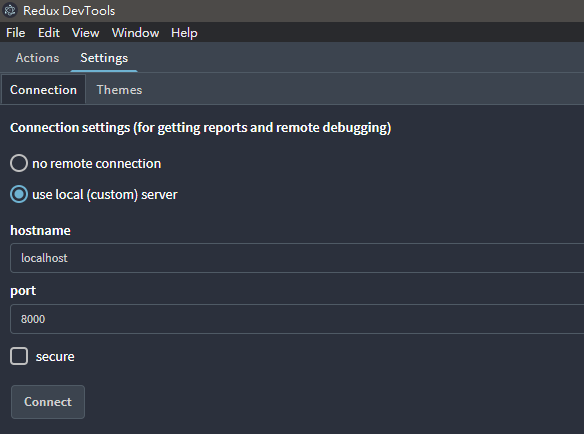 Redux DevTools
File Edit View Window Help
Actions Settings
Connection Themes
Connection settings (for getting reports and remote debugging)
no remote connection
use local (custom) server
hostname
localhost
port
8000
secure
Connect